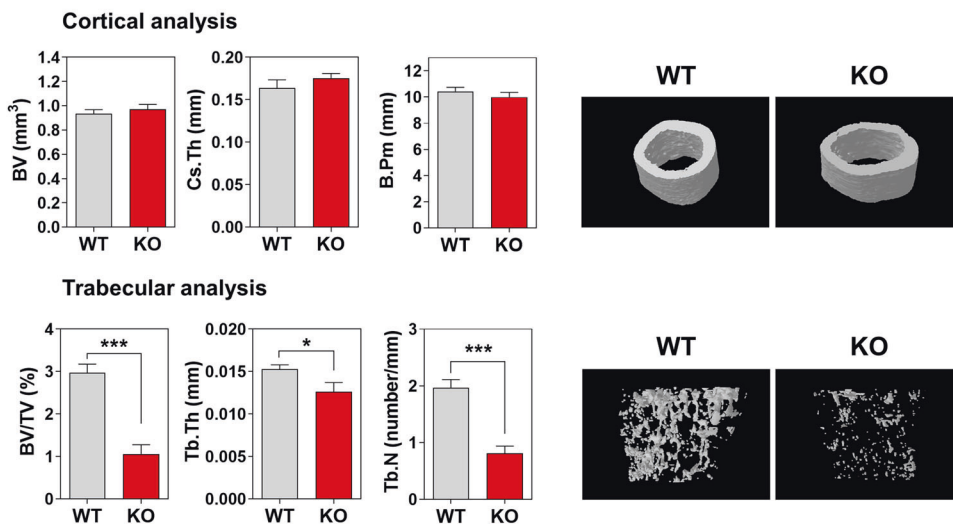 Cortical analysis
BV (mm³)
1.4
1.2
1.0
0.8
0.6
0.4
0.2
0.0
WT KO
Cs.Th (mm)
0.20
0.15
0.10
0.05
0.00
WT KO
B.Pm (mm)
12
10
8
6
4
2
0
WT KO
WT KO
Trabecular analysis
BV/TV (%)
4
3
2
1
0
***
WT KO
Tb.Th (mm)
0.020
0.015
0.010
0.005
0.000
*
WT KO
Tb.N (number/mm)
3
2
1
0
***
WT KO
WT KO